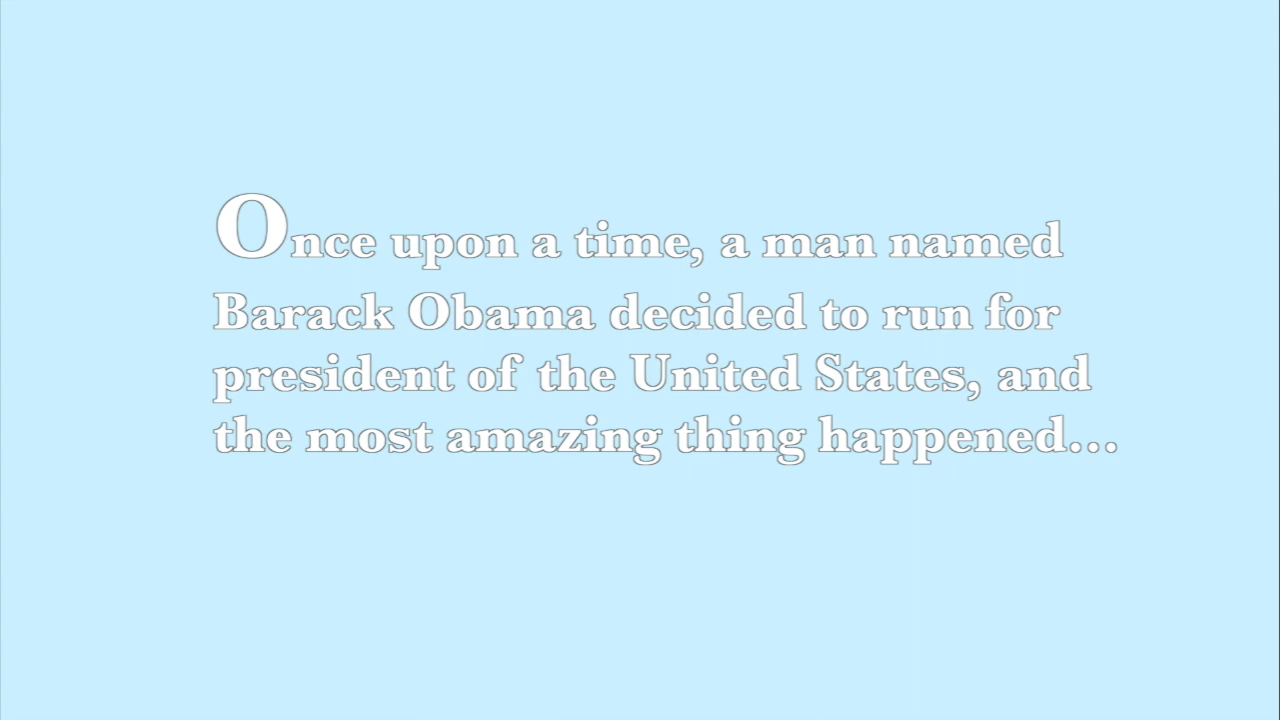 Once upon a time, a man named
Barack Obama decided to run for
president of the United States, and
the most amazing thing happened...